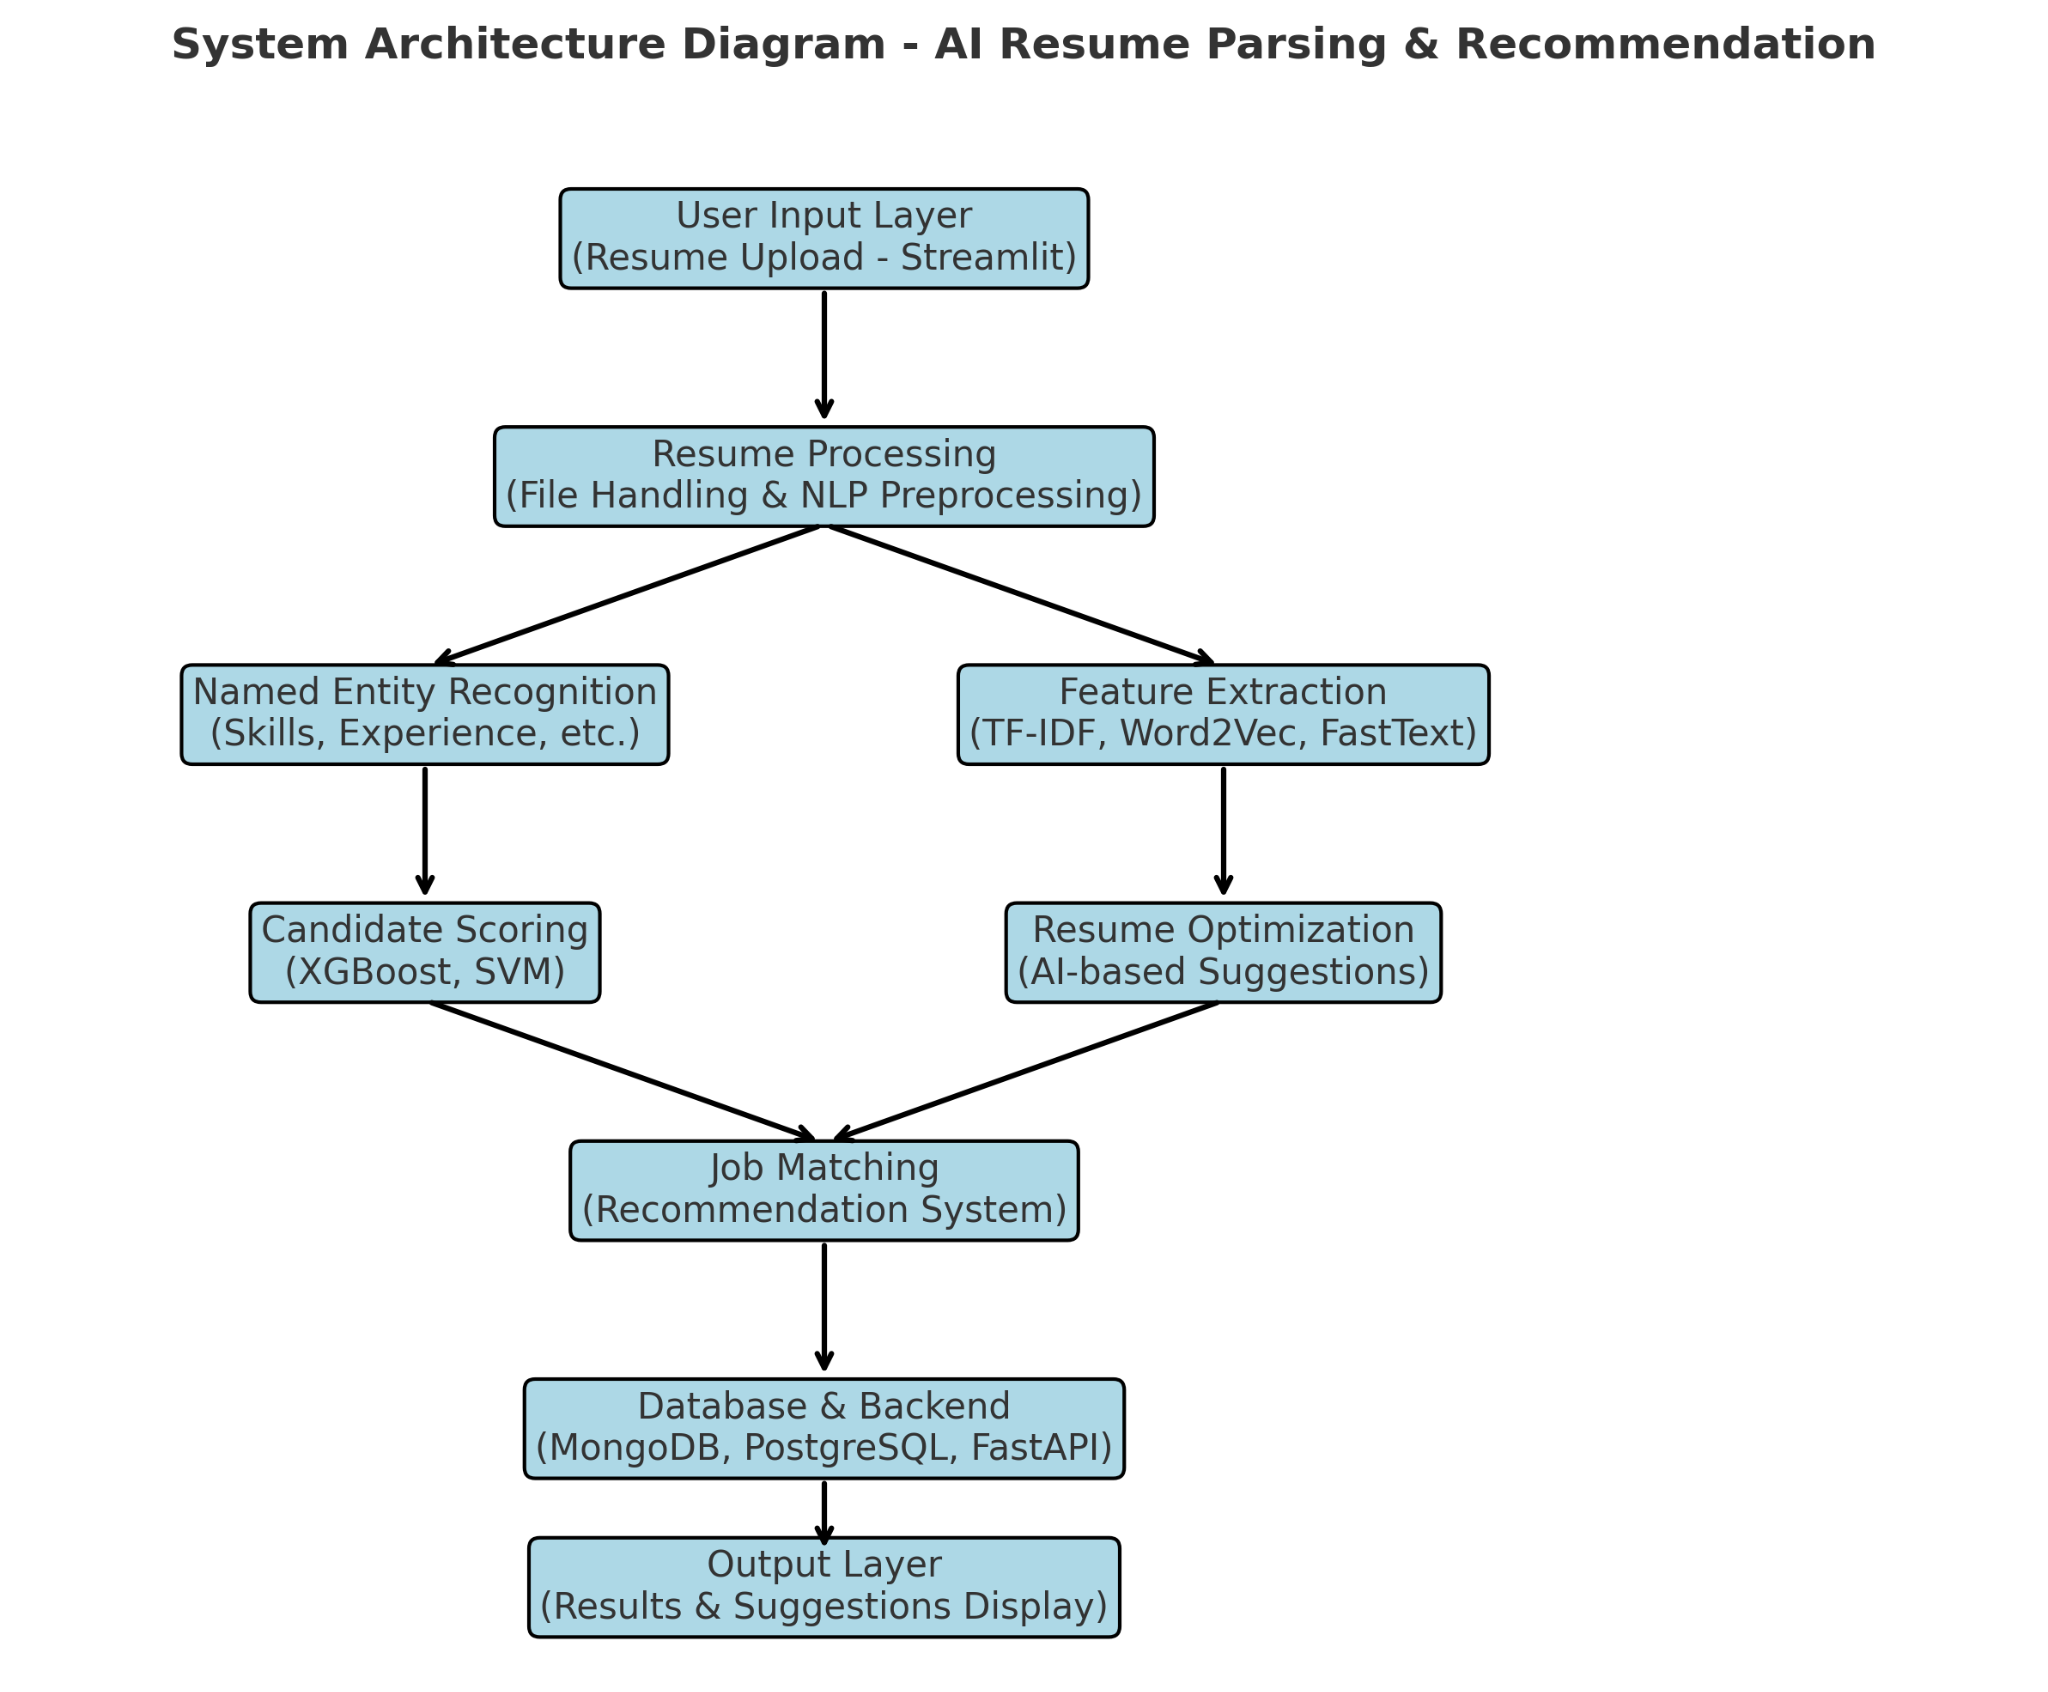 System Architecture Diagram - AI Resume Parsing & Recommendation
User Input Layer
(Resume Upload - Streamlit)
Resume Processing
(File Handling & NLP Preprocessing)
Named Entity Recognition
(Skills, Experience, etc.)
Feature Extraction
(TF-IDF, Word2Vec, FastText)
Candidate Scoring
(XGBoost, SVM)
Resume Optimization
(AI-based Suggestions)
Job Matching
(Recommendation System)
Database & Backend
(MongoDB, PostgreSQL, FastAPI)
Output Layer
(Results & Suggestions Display)